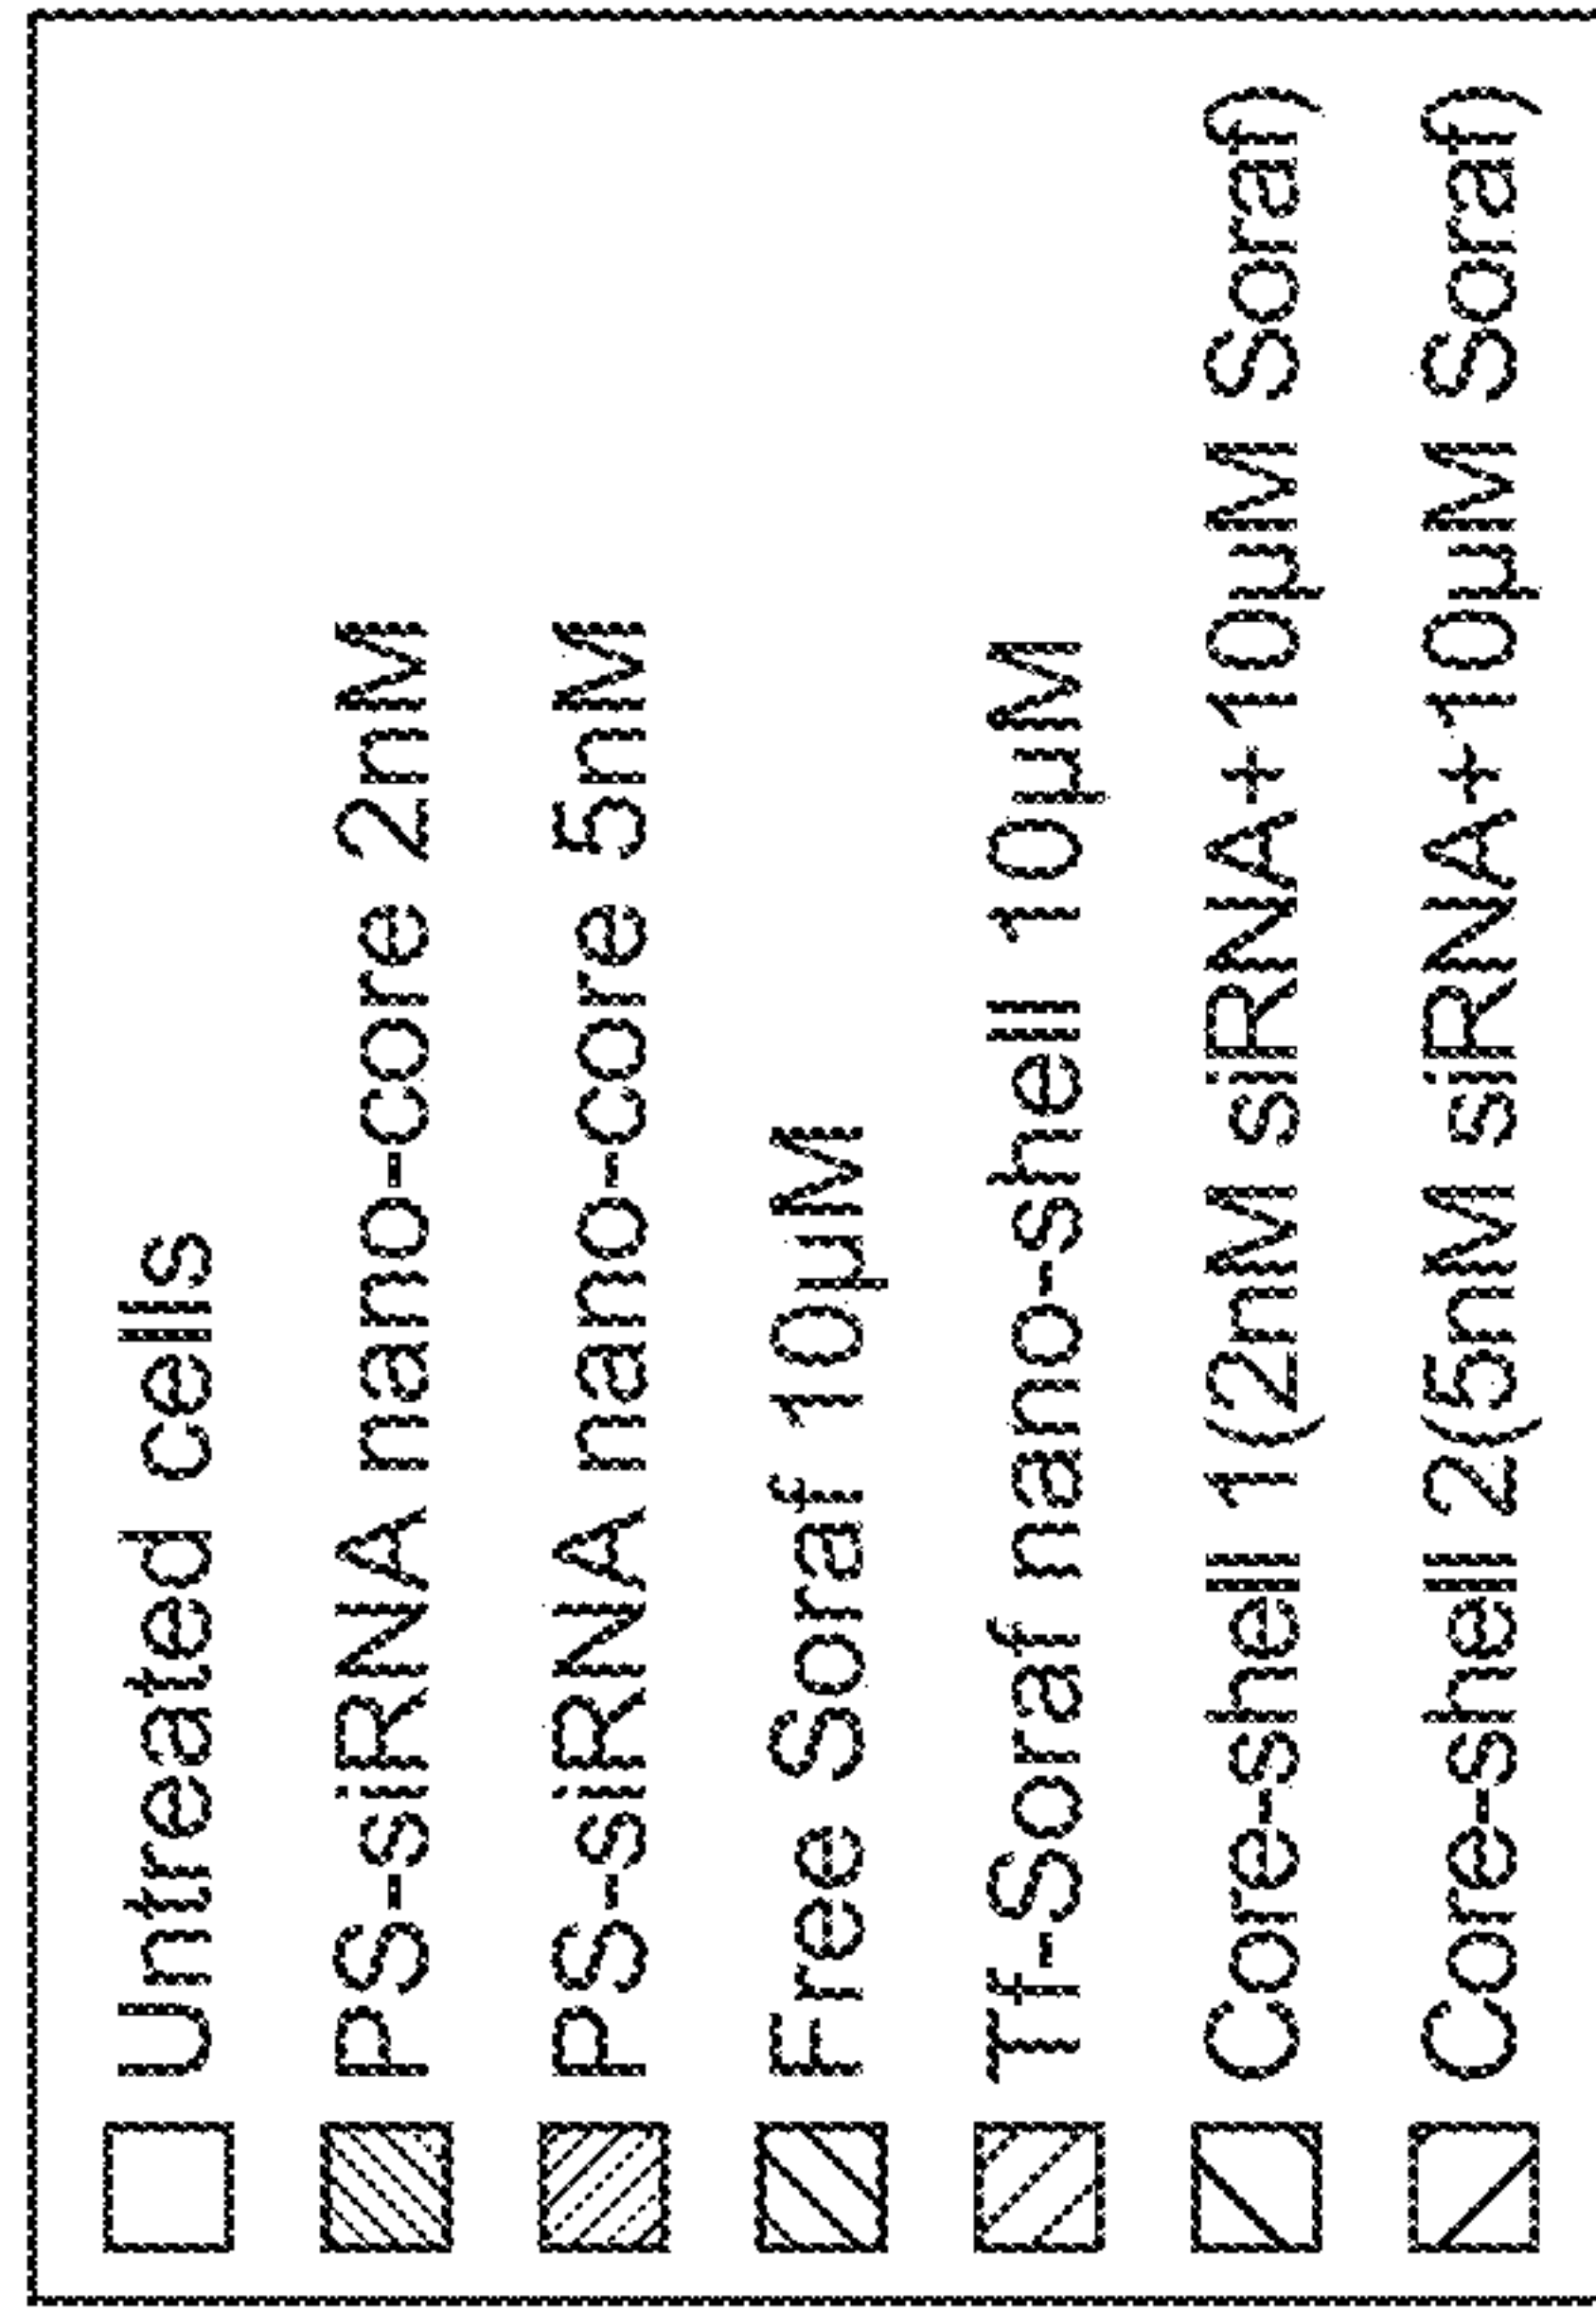 Untreated cells
PS-siRNA nano-core 2nM
PS-siRNA nano-core 5nM
Free Soraf 10μM
Tf-Soraf nano-shell 10μM
Core-shell 1(2nM siRNA+10μM Soraf)
Core-shell 2(5nM siRNA+10μM Soraf)